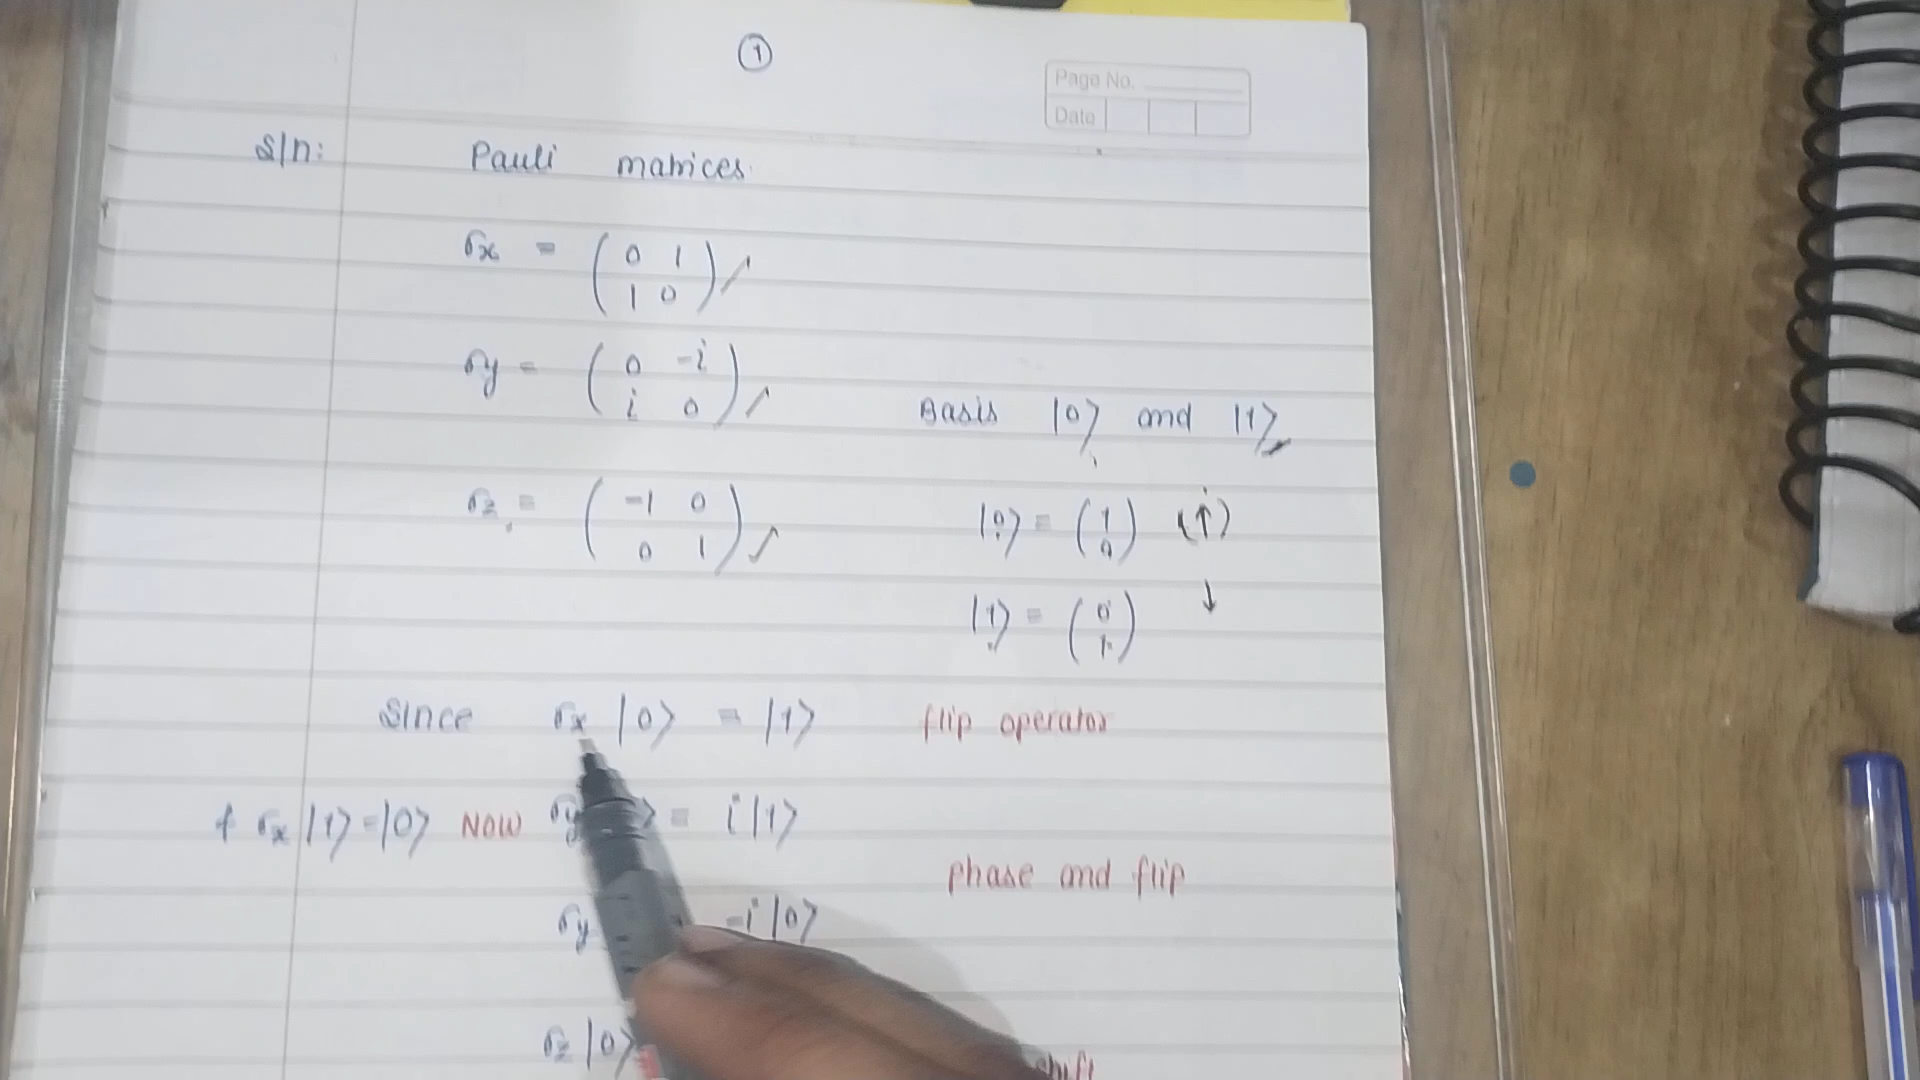 1
Page No.
Date
S/n: Pauli matrices.
σx = ( 0 1
1 0 )
σy = ( 0 -i
i 0 )
Basis |0⟩ and |1⟩
σz = ( -1 0
0 1 )
|0⟩ = ( 1
0 ) (↑)
|1⟩ = ( 0
1 ) ↓
Since σx |0⟩ = |1⟩ flip operator
+ σx |1⟩ = |0⟩ NOW σy ⟩ = i |1⟩
phase and flip
σy -i |0⟩
σz |0⟩
shift